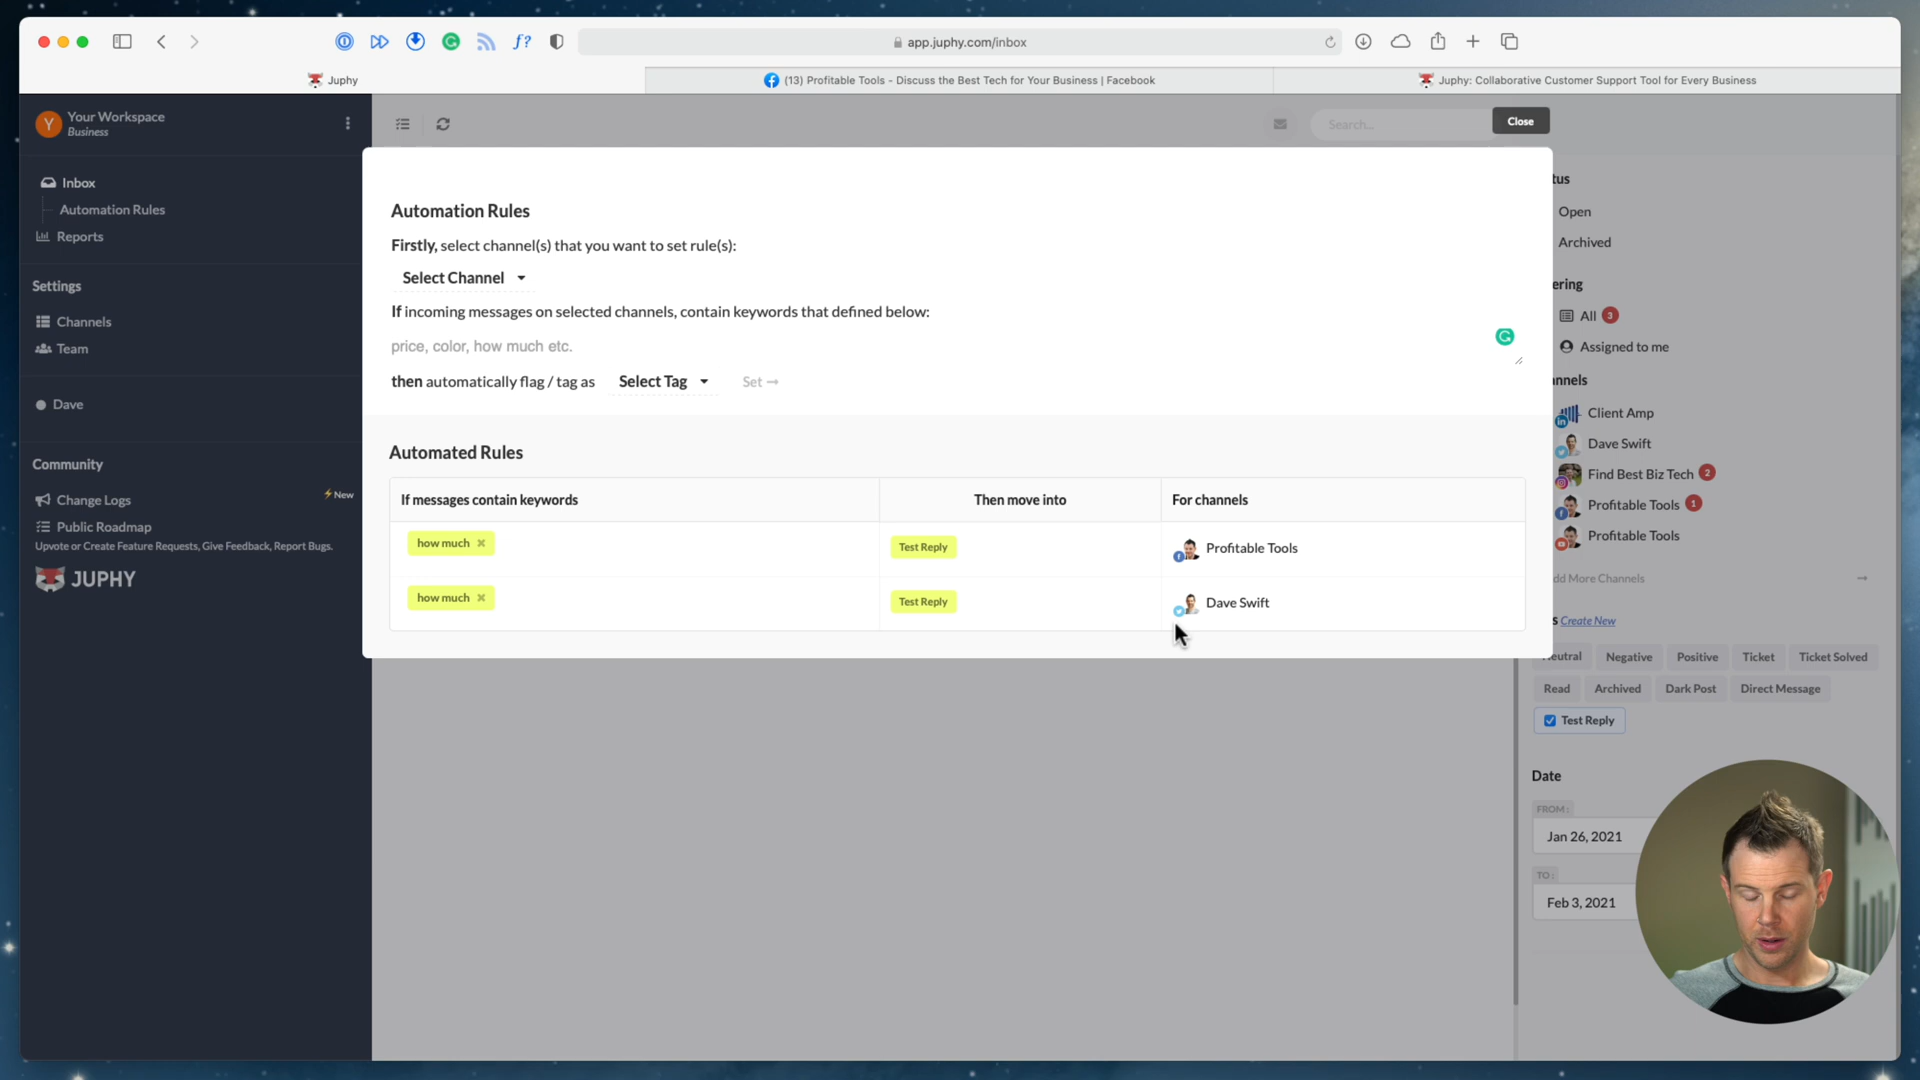 app.juphy.com/inbox
Juphy
(13) Profitable Tools - Discuss the Best Tech for Your Business | Facebook
Juphy: Collaborative Customer Support Tool for Every Business
Y
Your Workspace
Business
Search...
Close
Inbox
Automation Rules
Reports
Settings
Channels
Team
Dave
Community
Change Logs
New
Public Roadmap
Upvote or Create Feature Requests, Give Feedback, Report Bugs.
JUPHY
Automation Rules
Firstly, select channel(s) that you want to set rule(s):
Select Channel
If incoming messages on selected channels, contain keywords that defined below:
price, color, how much etc.
then automatically flag / tag as Select Tag Set →
Automated Rules
If messages contain keywords Then move into For channels
how much × Test Reply Profitable Tools
how much × Test Reply Dave Swift
tus
Open
Archived
ering
All 3
Assigned to me
nnels
Client Amp
Dave Swift
Find Best Biz Tech 2
Profitable Tools 1
Profitable Tools
dd More Channels →
s Create New
eutral Negative Positive Ticket Ticket Solved
Read Archived Dark Post Direct Message
Test Reply
Date
FROM :
Jan 26, 2021
TO :
Feb 3, 2021